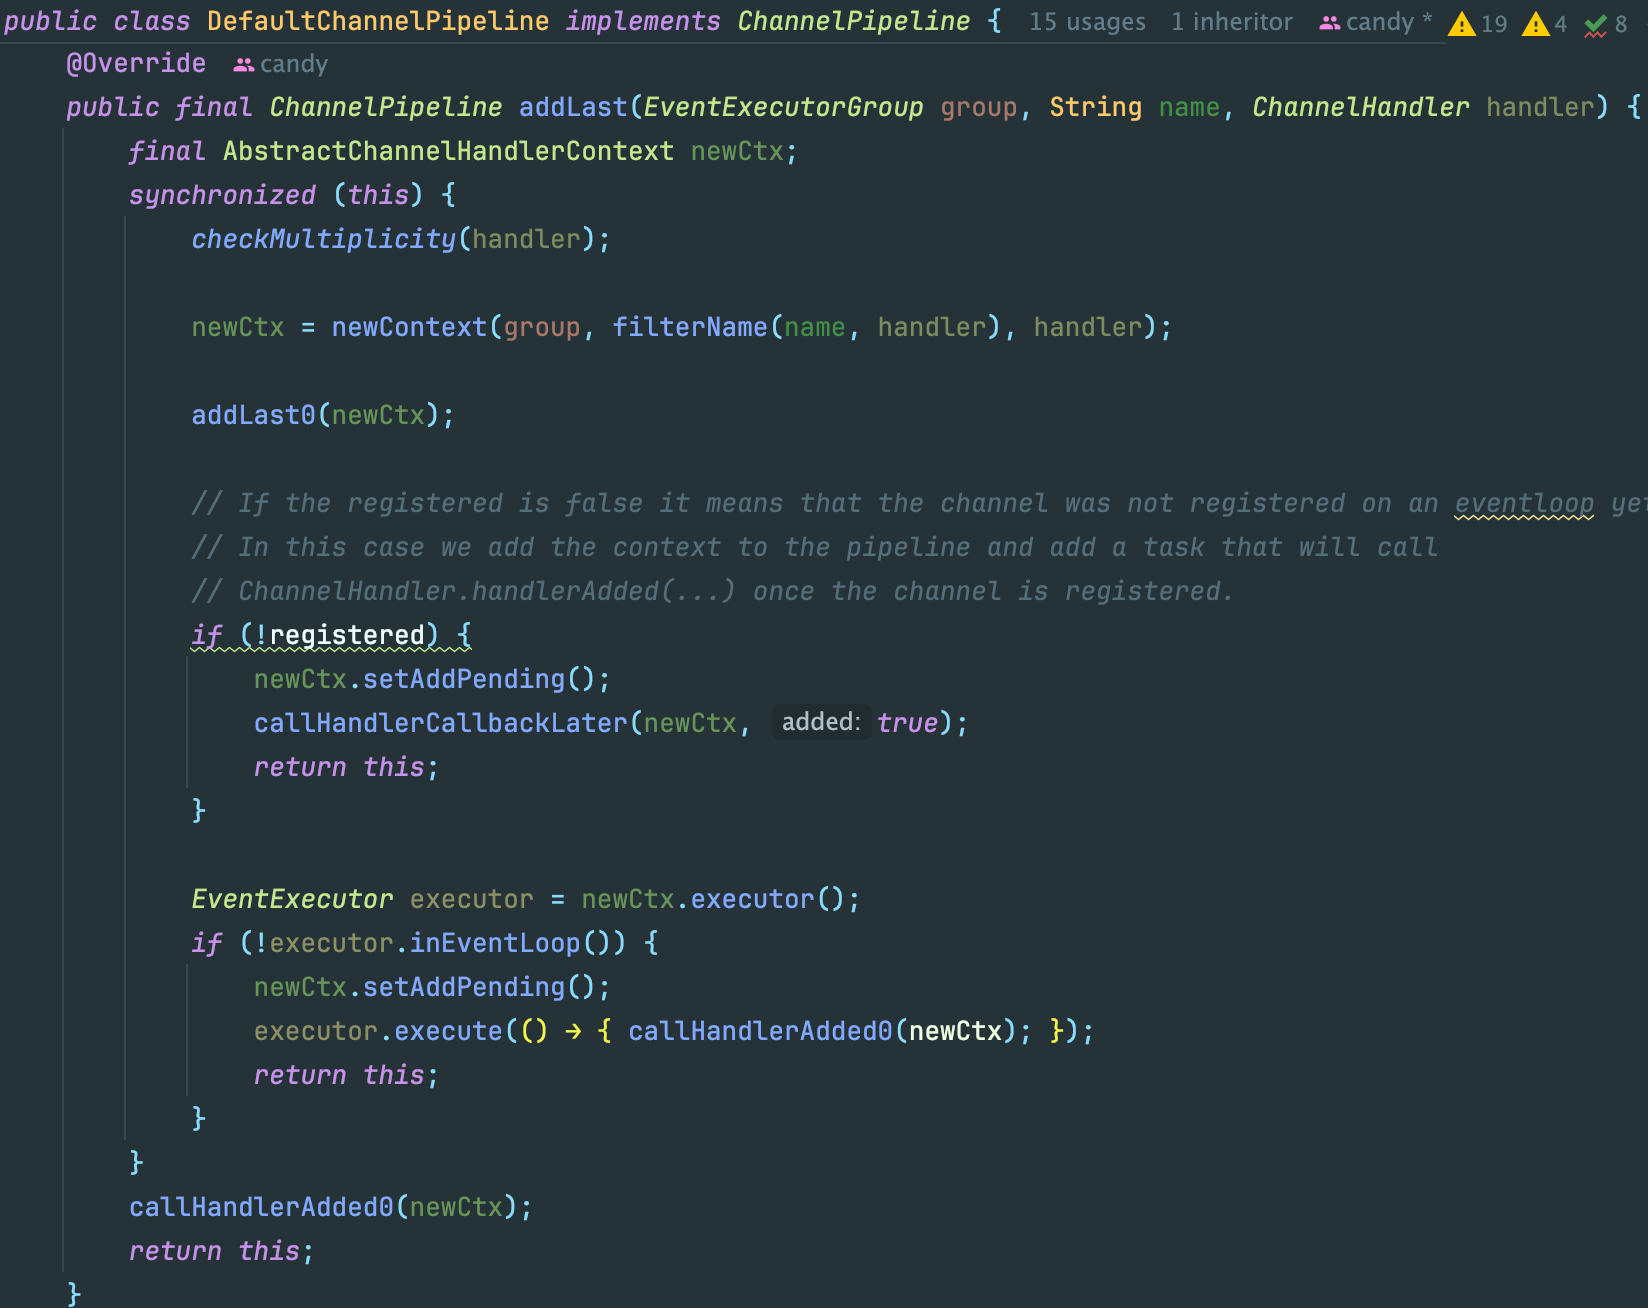 public class DefaultChannelPipeline implements ChannelPipeline { 15 usages 1 inheritor candy * 19 4 8
@Override candy
public final ChannelPipeline addLast(EventExecutorGroup group, String name, ChannelHandler handler) {
final AbstractChannelHandlerContext newCtx;
synchronized (this) {
checkMultiplicity(handler);
newCtx = newContext(group, filterName(name, handler), handler);
addLast0(newCtx);
// If the registered is false it means that the channel was not registered on an eventloop yet
// In this case we add the context to the pipeline and add a task that will call
// ChannelHandler.handlerAdded(...) once the channel is registered.
if (!registered) {
newCtx.setAddPending();
callHandlerCallbackLater(newCtx, added: true);
return this;
}
EventExecutor executor = newCtx.executor();
if (!executor.inEventLoop()) {
newCtx.setAddPending();
executor.execute(() → { callHandlerAdded0(newCtx); });
return this;
}
}
callHandlerAdded0(newCtx);
return this;
}